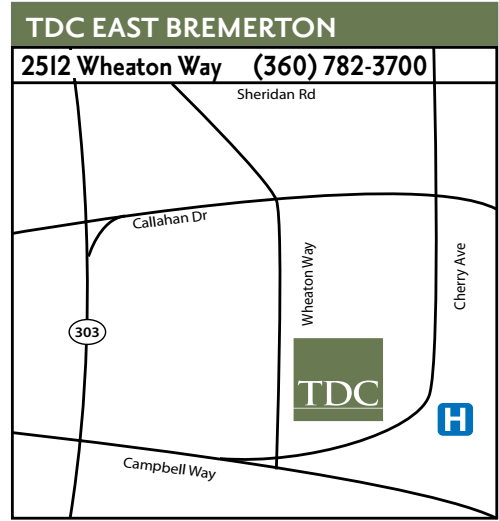 TDC EAST BREMERTON
2512 Wheaton Way (360) 782-3700
Sheridan Rd
Callahan Dr
Wheaton Way
Cherry Ave
303
TDC
H
Campbell Way